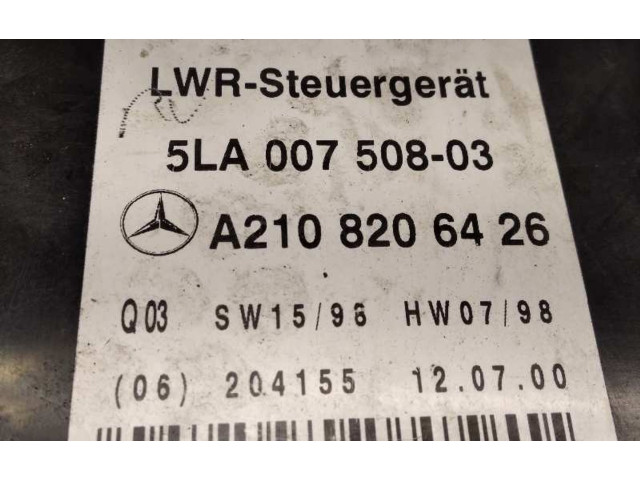 LWR-Steuergerät
5LA 007 508-03
A210 820 64 26
Q03 SW15/96 HW07/98
(06) 204155 12.07.00